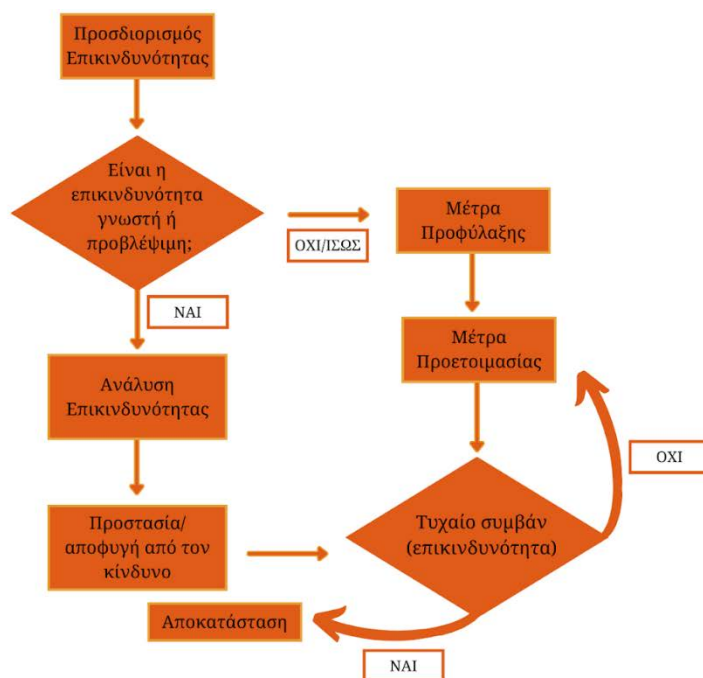 Προσδιορισμός
Επικινδυνότητας
Είναι η
επικινδυνότητα
γνωστή ή
προβλέψιμη;
ΟΧΙ/ΙΣΩΣ
Μέτρα
Προφύλαξης
ΝΑΙ
Μέτρα
Προετοιμασίας
Ανάλυση
Επικινδυνότητας
ΟΧΙ
Προστασία/
αποφυγή από τον
κίνδυνο
Τυχαίο συμβάν
(επικινδυνότητα)
Αποκατάσταση
ΝΑΙ